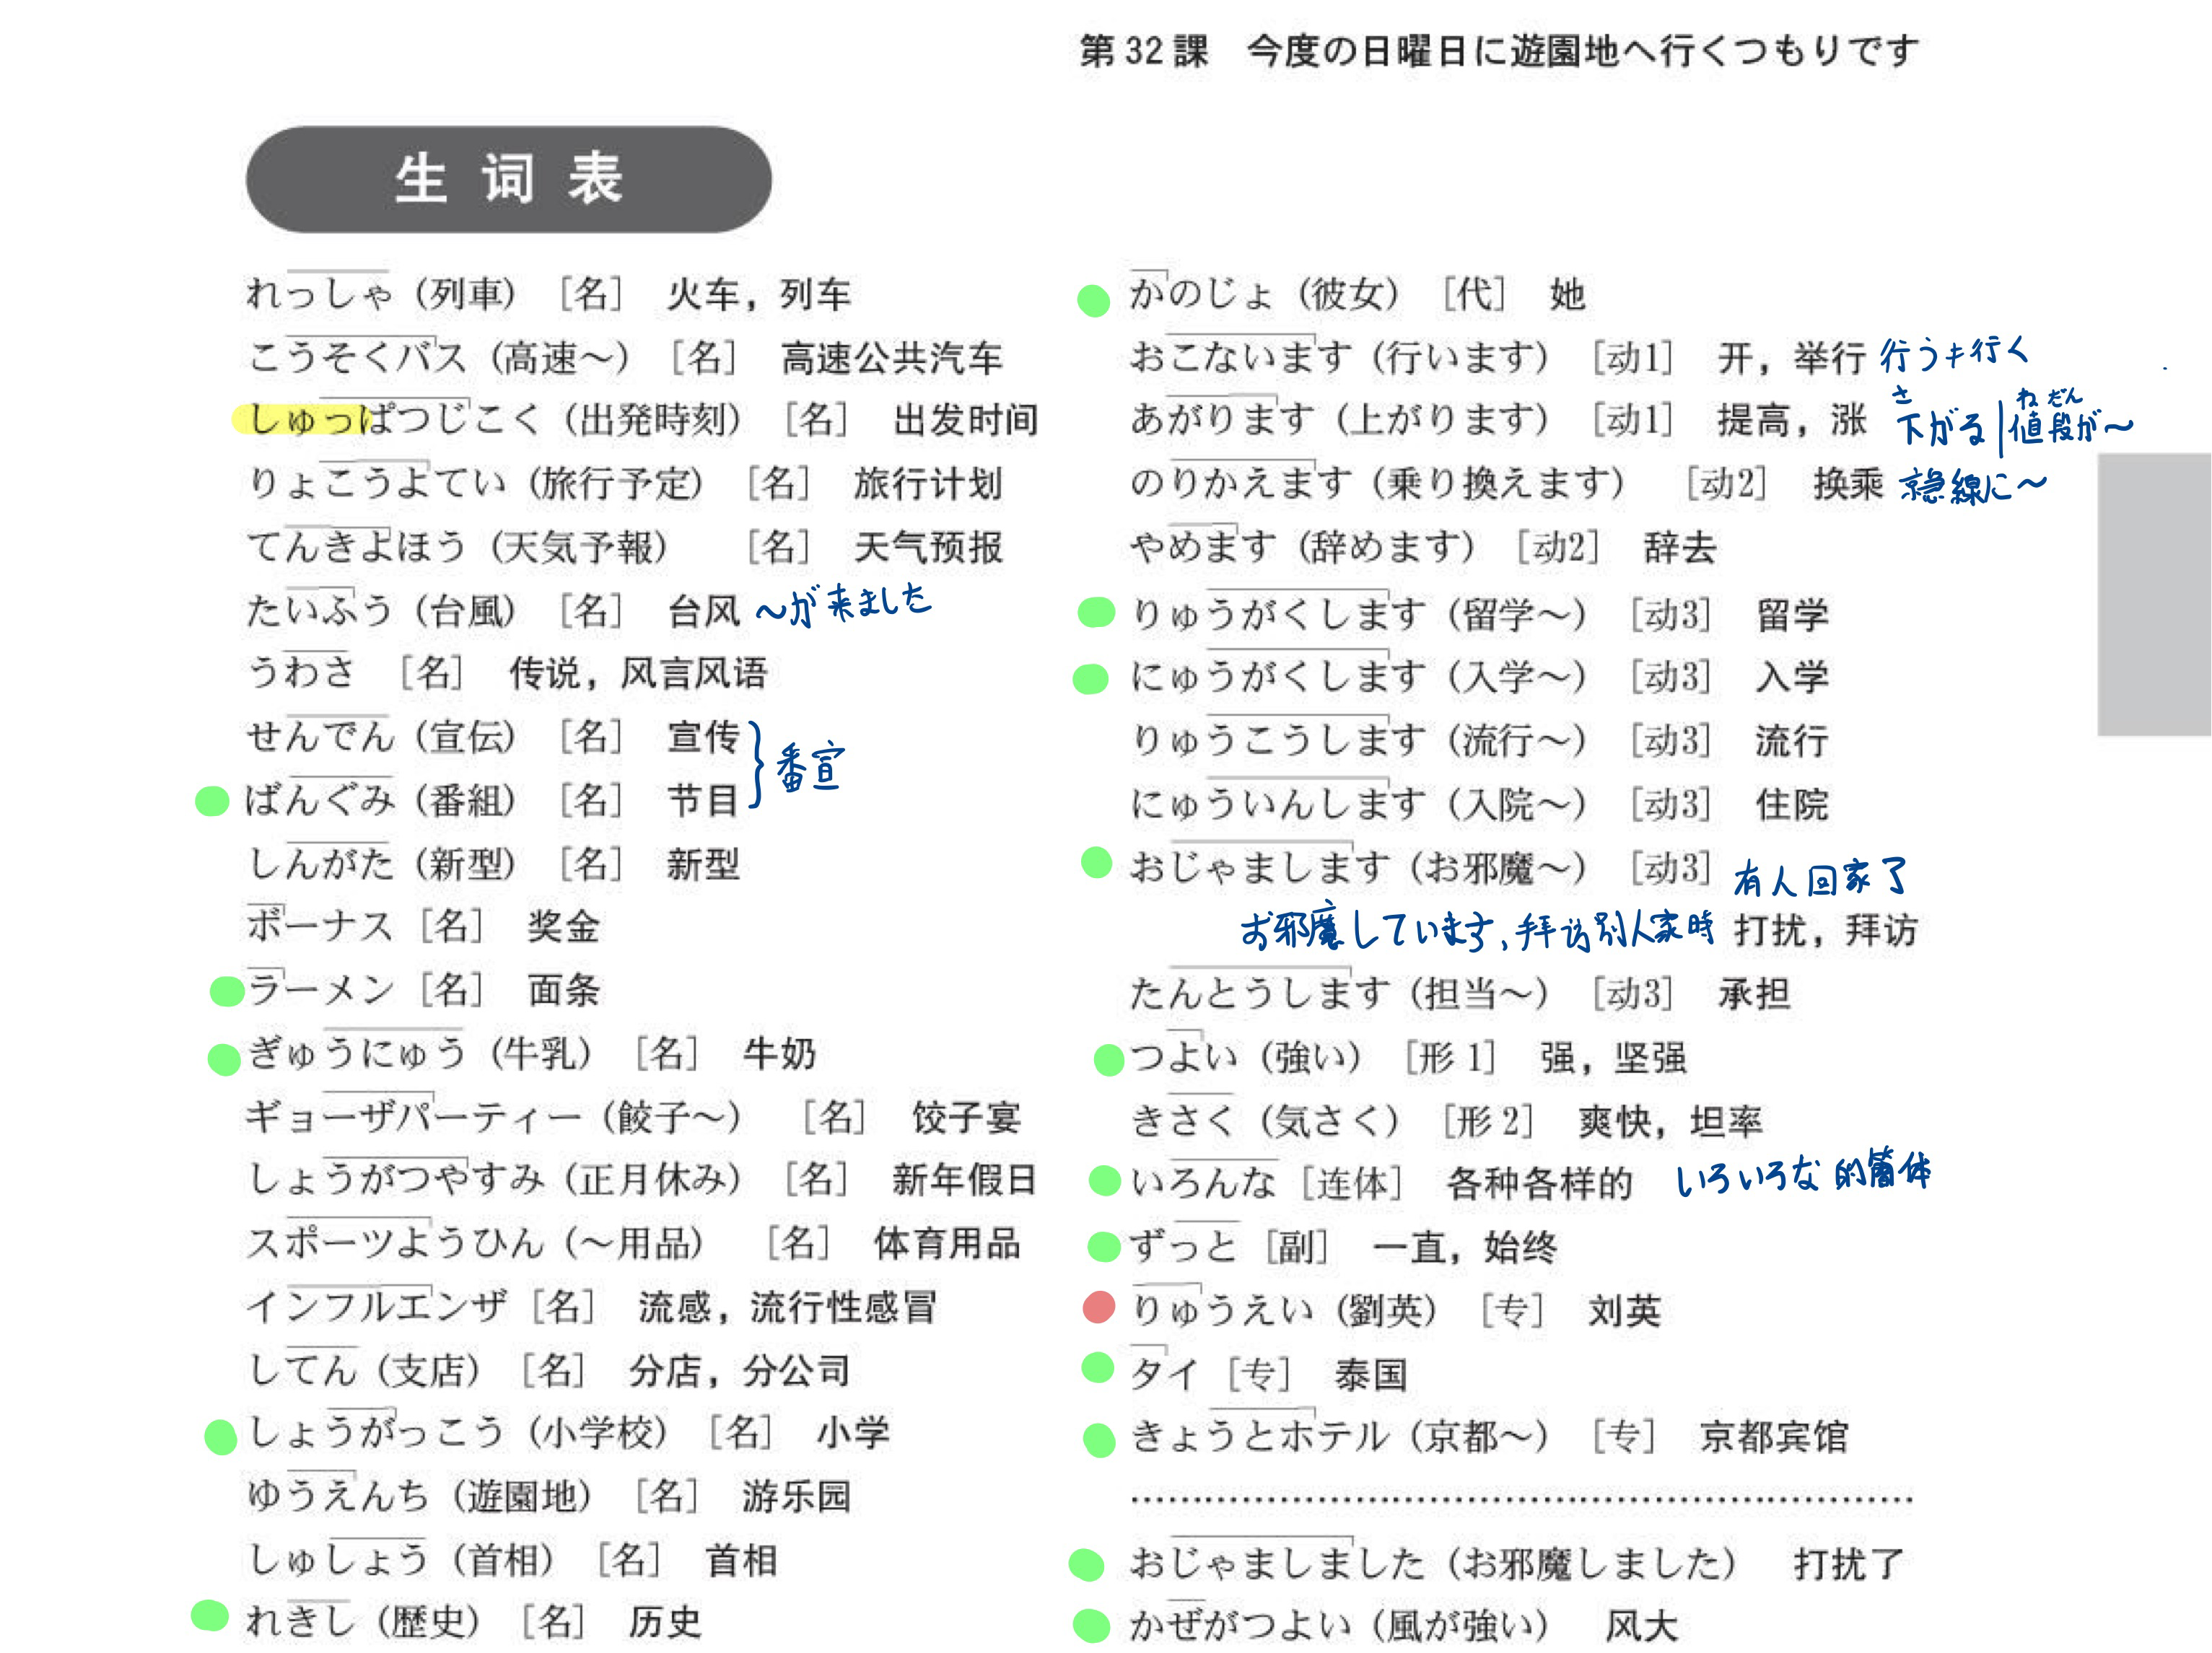 第32課　今度の日曜日に遊園地へ行くつもりです
生词表
れっしゃ（列車）［名］　火车，列车
こうそくバス（高速～）［名］　高速公共汽车
しゅっぱつじこく（出発時刻）［名］　出发时间
りょこうよてい（旅行予定）［名］　旅行计划
てんきよほう（天気予報）　［名］　天气预报
たいふう（台風）［名］　台风 ～が来ました
うわさ　［名］　传说，风言风语
せんでん（宣伝）［名］　宣传
ばんぐみ（番組）［名］　节目
番宣
しんがた（新型）［名］　新型
ボーナス［名］　奖金
ラーメン［名］　面条
ぎゅうにゅう（牛乳）［名］　牛奶
ギョーザパーティー（餃子～）　［名］　饺子宴
しょうがつやすみ（正月休み）［名］　新年假日
スポーツようひん（～用品）　［名］　体育用品
インフルエンザ［名］　流感，流行性感冒
してん（支店）［名］　分店，分公司
しょうがっこう（小学校）［名］　小学
ゆうえんち（遊園地）［名］　游乐园
しゅしょう（首相）［名］　首相
れきし（歴史）［名］　历史
かのじょ（彼女）［代］　她
おこないます（行います）［动1］　开，举行 行う≠行く
あがります（上がります）［动1］　提高，涨 下がる|値段が～
さ ねだん
のりかえます（乗り換えます）　［动2］　换乘 京急線に～
やめます（辞めます）［动2］　辞去
りゅうがくします（留学～）［动3］　留学
にゅうがくします（入学～）［动3］　入学
りゅうこうします（流行～）［动3］　流行
にゅういんします（入院～）［动3］　住院
おじゃまします（お邪魔～）［动3］ 有人回家了
お邪魔しています、拜访别人家時 打扰，拜访
たんとうします（担当～）［动3］　承担
つよい（強い）［形1］　强，坚强
きさく（気さく）［形2］　爽快，坦率
いろんな［连体］　各种各样的 いろいろな的簡体
ずっと［副］　一直，始终
りゅうえい（劉英）［专］　刘英
タイ［专］　泰国
きょうとホテル（京都～）［专］　京都宾馆
おじゃましました（お邪魔しました）　打扰了
かぜがつよい（風が強い）　风大